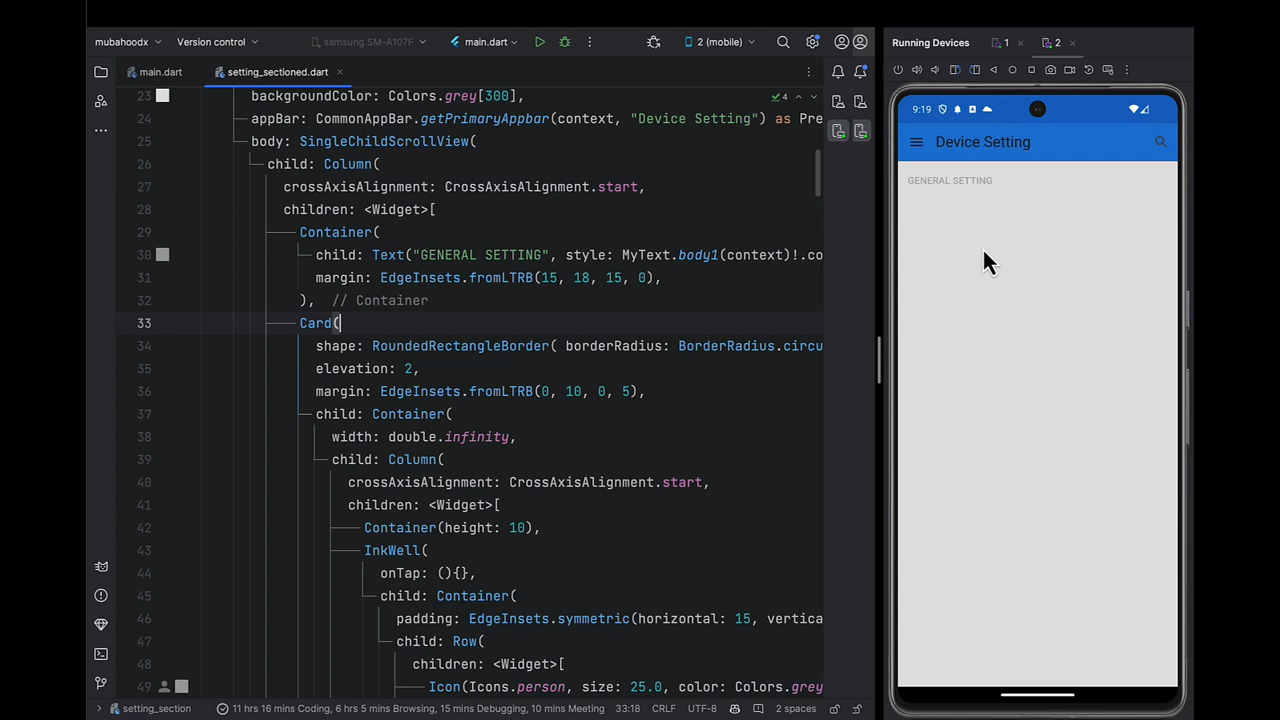 mubahoodx Version control samsung SM-A107F main.dart 2 (mobile) Running Devices 1 2
main.dart setting_sectioned.dart
23 backgroundColor: Colors.grey[300], 4
24 appBar: CommonAppBar.getPrimaryAppbar(context, "Device Setting") as Pre
25 body: SingleChildScrollView(
26 child: Column(
27 crossAxisAlignment: CrossAxisAlignment.start,
28 children: <Widget>[
29 Container(
30 child: Text("GENERAL SETTING", style: MyText.body1(context)!.co
31 margin: EdgeInsets.fromLTRB(15, 18, 15, 0),
32 ), // Container
33 Card(
34 shape: RoundedRectangleBorder( borderRadius: BorderRadius.circu
35 elevation: 2,
36 margin: EdgeInsets.fromLTRB(0, 10, 0, 5),
37 child: Container(
38 width: double.infinity,
39 child: Column(
40 crossAxisAlignment: CrossAxisAlignment.start,
41 children: <Widget>[
42 Container(height: 10),
43 InkWell(
44 onTap: (){},
45 child: Container(
46 padding: EdgeInsets.symmetric(horizontal: 15, vertica
47 child: Row(
48 children: <Widget>[
49 Icon(Icons.person, size: 25.0, color: Colors.grey
setting_section 11 hrs 16 mins Coding, 6 hrs 5 mins Browsing, 15 mins Debugging, 10 mins Meeting 33:18 CRLF UTF-8 2 spaces
9:19
Device Setting
GENERAL SETTING